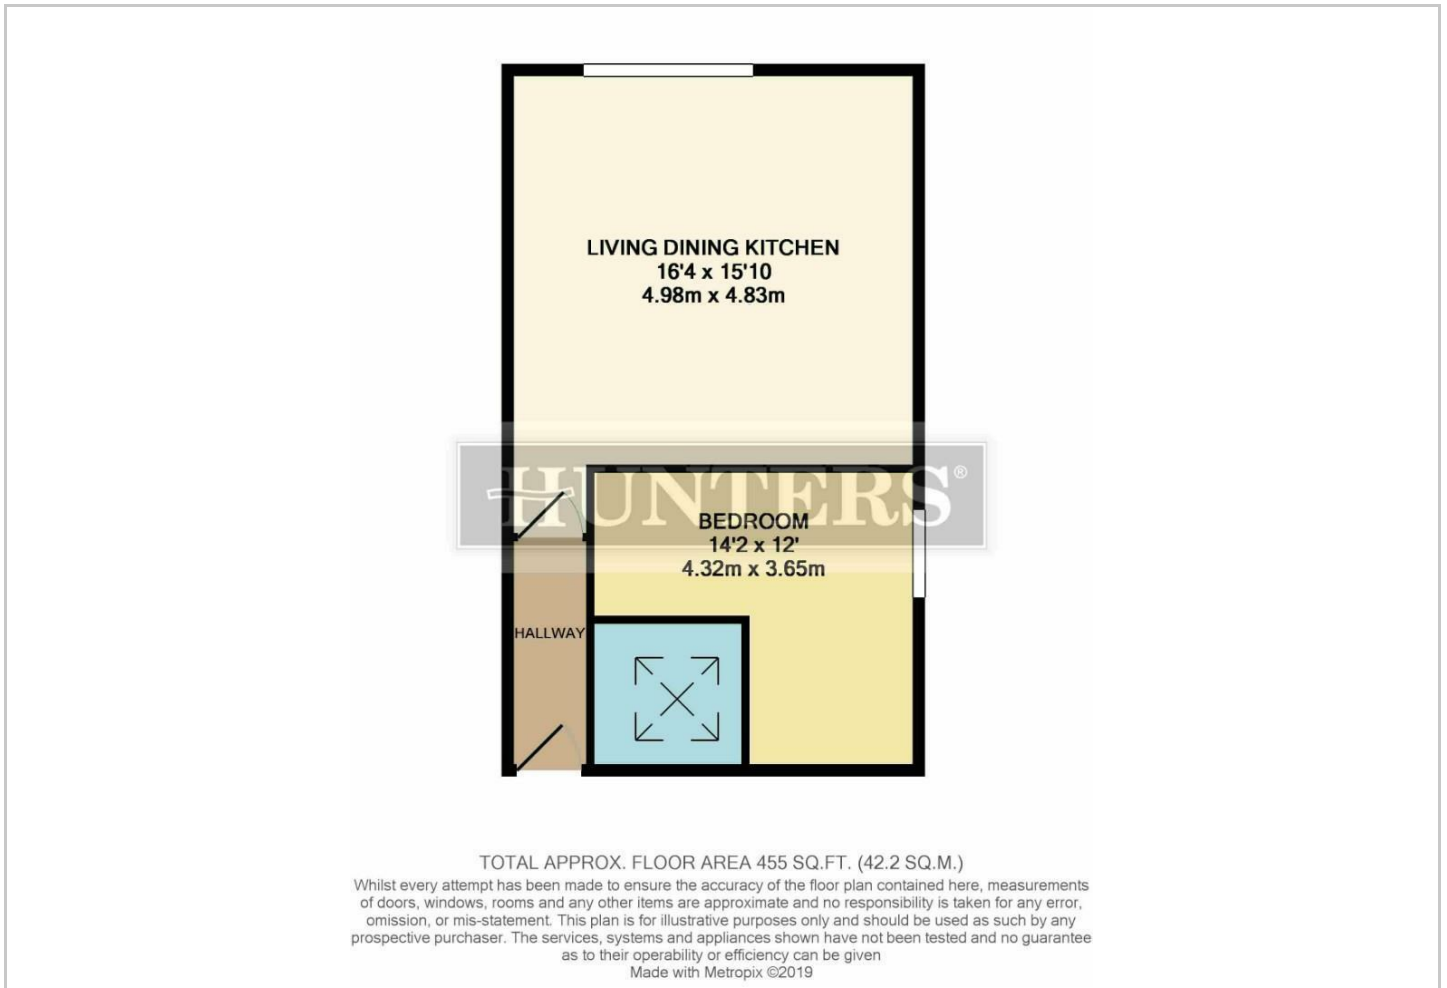 LIVING DINING KITCHEN
16'4 x 15'10
4.98m x 4.83m
HUNTERS®
BEDROOM
14'2 x 12'
4.32m x 3.65m
HALLWAY
TOTAL APPROX. FLOOR AREA 455 SQ.FT. (42.2 SQ.M.)
Whilst every attempt has been made to ensure the accuracy of the floor plan contained here, measurements
of doors, windows, rooms and any other items are approximate and no responsibility is taken for any error,
omission, or mis-statement. This plan is for illustrative purposes only and should be used as such by any
prospective purchaser. The services, systems and appliances shown have not been tested and no guarantee
as to their operability or efficiency can be given
Made with Metropix ©2019